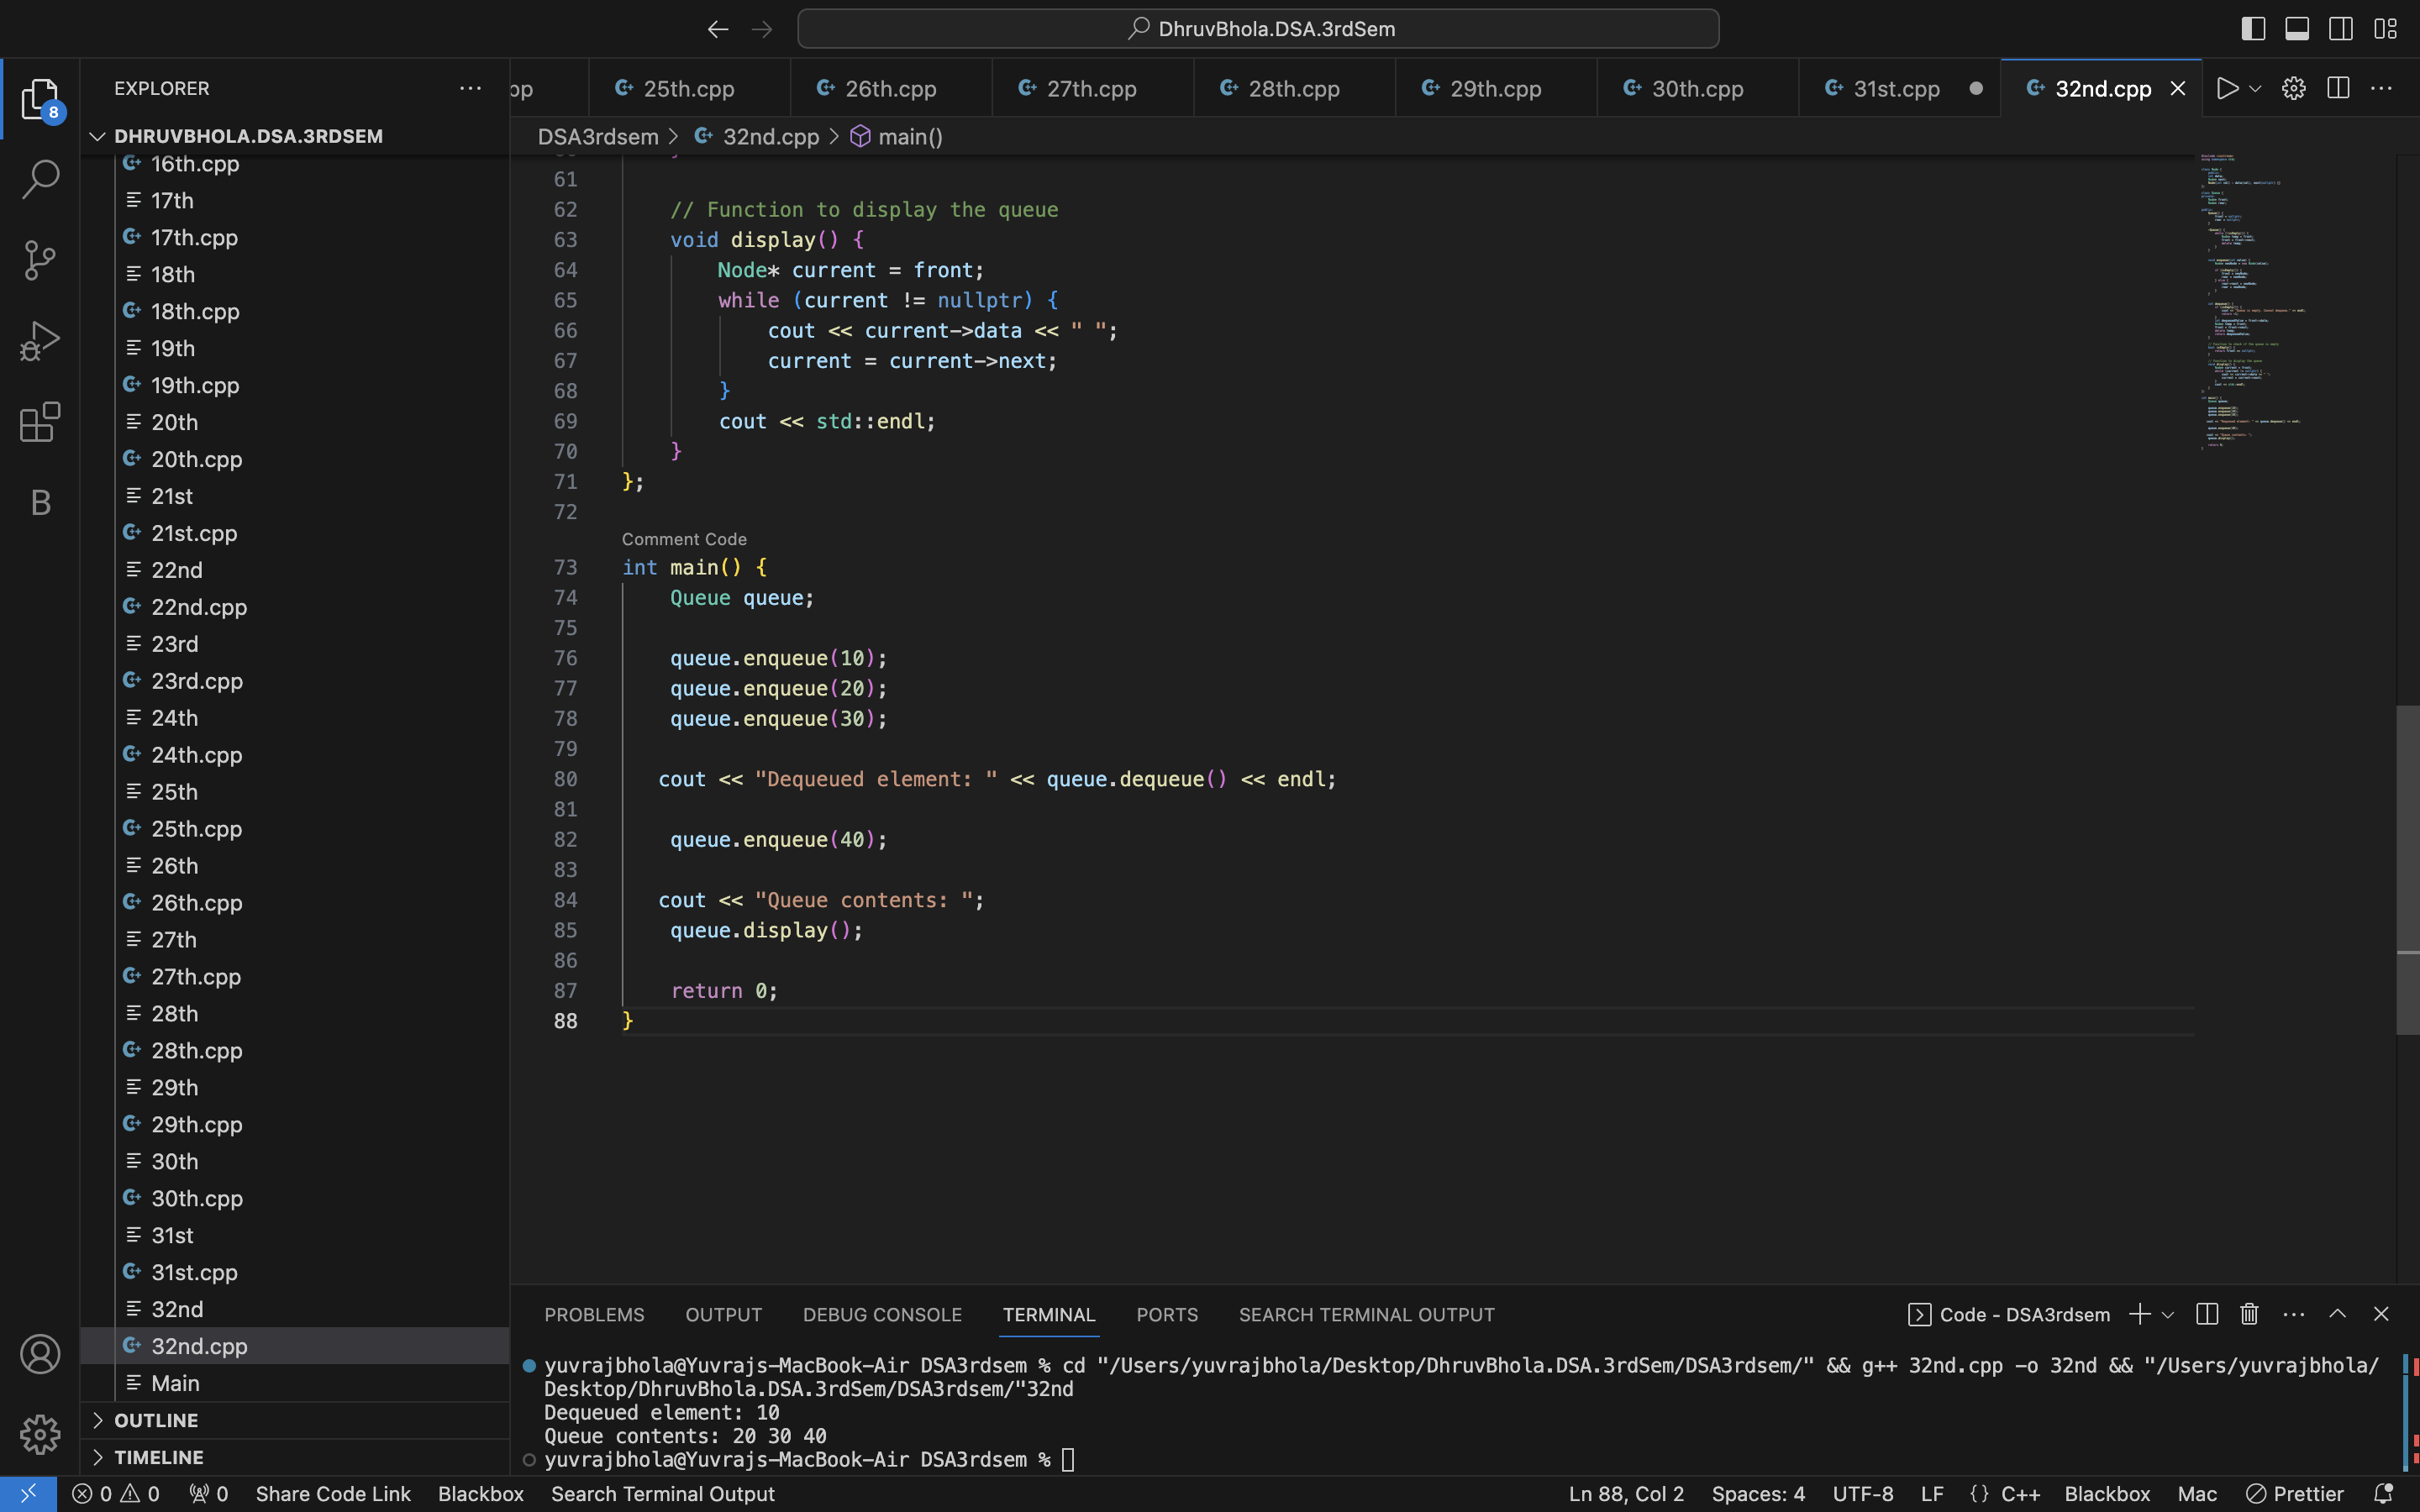 DhruvBhola.DSA.3rdSem
EXPLORER
pp
25th.cpp
26th.cpp
27th.cpp
28th.cpp
29th.cpp
30th.cpp
31st.cpp
32nd.cpp
8
DHRUVBHOLA.DSA.3RDSEM
DSA3rdsem > 32nd.cpp > main()
16th.cpp
17th
17th.cpp
18th
18th.cpp
19th
19th.cpp
20th
20th.cpp
21st
21st.cpp
22nd
22nd.cpp
23rd
23rd.cpp
24th
24th.cpp
25th
25th.cpp
26th
26th.cpp
27th
27th.cpp
28th
28th.cpp
29th
29th.cpp
30th
30th.cpp
31st
31st.cpp
32nd
32nd.cpp
Main
OUTLINE
TIMELINE
B
61
62 // Function to display the queue
63 void display() {
64 Node* current = front;
65 while (current != nullptr) {
66 cout << current->data << " ";
67 current = current->next;
68 }
69 cout << std::endl;
70 }
71 };
72
Comment Code
73 int main() {
74 Queue queue;
75
76 queue.enqueue(10);
77 queue.enqueue(20);
78 queue.enqueue(30);
79
80 cout << "Dequeued element: " << queue.dequeue() << endl;
81
82 queue.enqueue(40);
83
84 cout << "Queue contents: ";
85 queue.display();
86
87 return 0;
88 }
PROBLEMS OUTPUT DEBUG CONSOLE TERMINAL PORTS SEARCH TERMINAL OUTPUT
Code - DSA3rdsem
yuvrajbhola@Yuvrajs-MacBook-Air DSA3rdsem % cd "/Users/yuvrajbhola/Desktop/DhruvBhola.DSA.3rdSem/DSA3rdsem/" && g++ 32nd.cpp -o 32nd && "/Users/yuvrajbhola/
Desktop/DhruvBhola.DSA.3rdSem/DSA3rdsem/"32nd
Dequeued element: 10
Queue contents: 20 30 40
yuvrajbhola@Yuvrajs-MacBook-Air DSA3rdsem %
0 0 0 Share Code Link Blackbox Search Terminal Output
Ln 88, Col 2 Spaces: 4 UTF-8 LF {} C++ Blackbox Mac Prettier